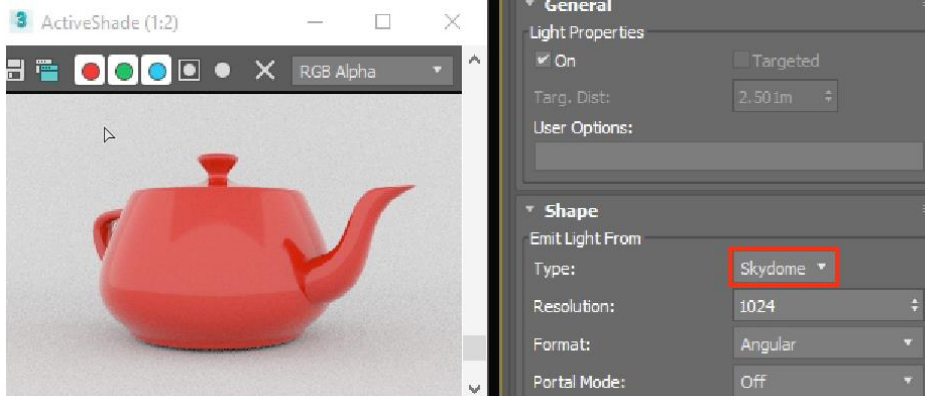 ActiveShade (1:2)
RGB Alpha
General
Light Properties
On
Targeted
Targ. Dist:
2.501m
User Options:
Shape
Emit Light From
Type:
Skydome
Resolution:
1024
Format:
Angular
Portal Mode:
Off